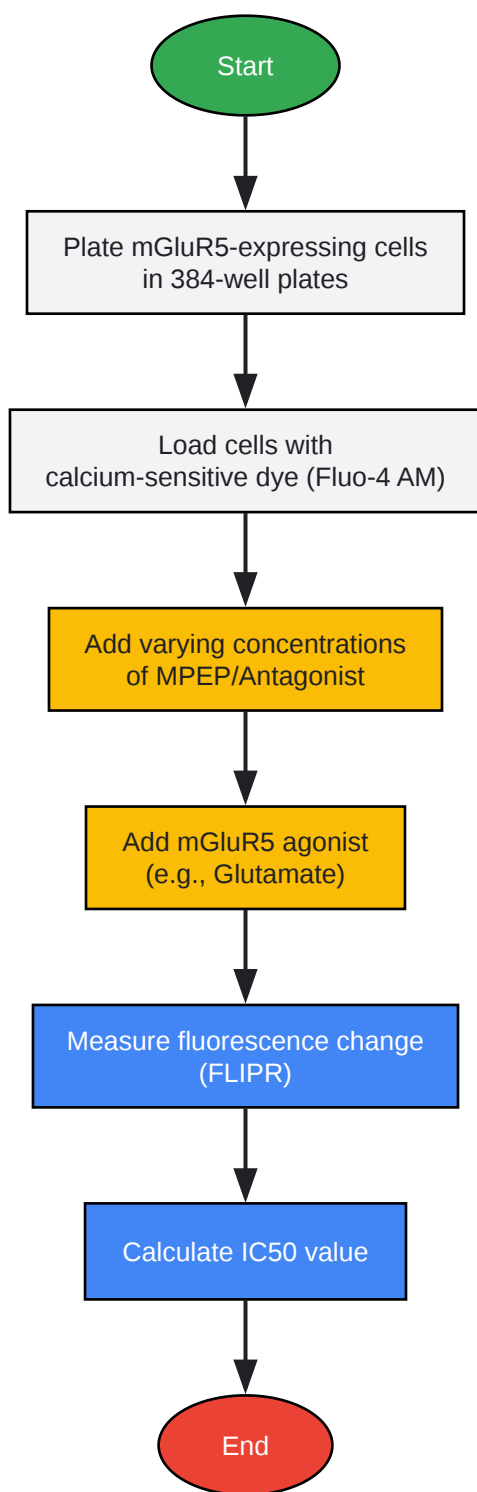 Start
Plate mGluR5-expressing cells
in 384-well plates
Load cells with
calcium-sensitive dye (Fluo-4 AM)
Add varying concentrations
of MPEP/Antagonist
Add mGluR5 agonist
(e.g., Glutamate)
Measure fluorescence change
(FLIPR)
Calculate IC50 value
End